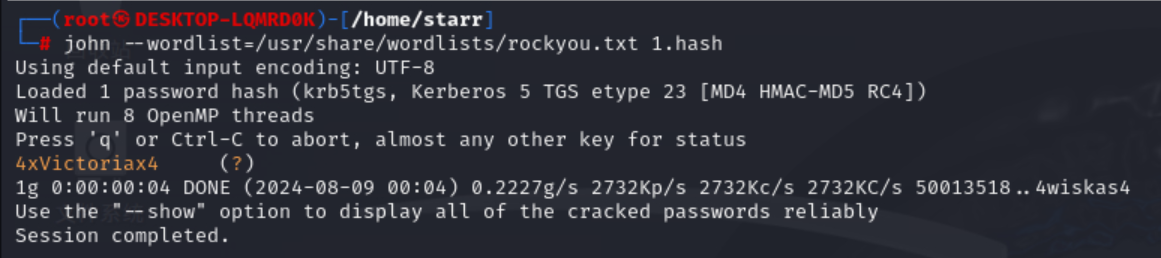 ┌──(root㉿DESKTOP-LQMRD0K)-[/home/starr]
└─# john --wordlist=/usr/share/wordlists/rockyou.txt 1.hash
Using default input encoding: UTF-8
Loaded 1 password hash (krb5tgs, Kerberos 5 TGS etype 23 [MD4 HMAC-MD5 RC4])
Will run 8 OpenMP threads
Press 'q' or Ctrl-C to abort, almost any other key for status
4xVictoriax4     (?)
1g 0:00:00:04 DONE (2024-08-09 00:04) 0.2227g/s 2732Kp/s 2732Kc/s 2732KC/s 50013518..4wiskas4
Use the "--show" option to display all of the cracked passwords reliably
Session completed.